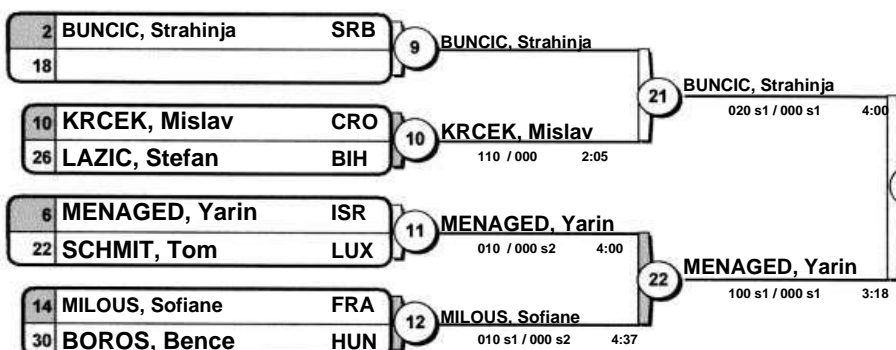 2 BUNCIC, Strahinja SRB
18
9
BUNCIC, Strahinja
10 KRCEK, Mislav CRO
26 LAZIC, Stefan BIH
10
KRCEK, Mislav
110 / 000 2:05
21
BUNCIC, Strahinja
020 s1 / 000 s1 4:00
6 MENAGED, Yarin ISR
22 SCHMIT, Tom LUX
11
MENAGED, Yarin
010 / 000 s2 4:00
14 MILOUS, Sofiane FRA
30 BOROS, Bence HUN
12
MILOUS, Sofiane
010 s1 / 000 s2 4:37
22
MENAGED, Yarin
100 s1 / 000 s1 3:18